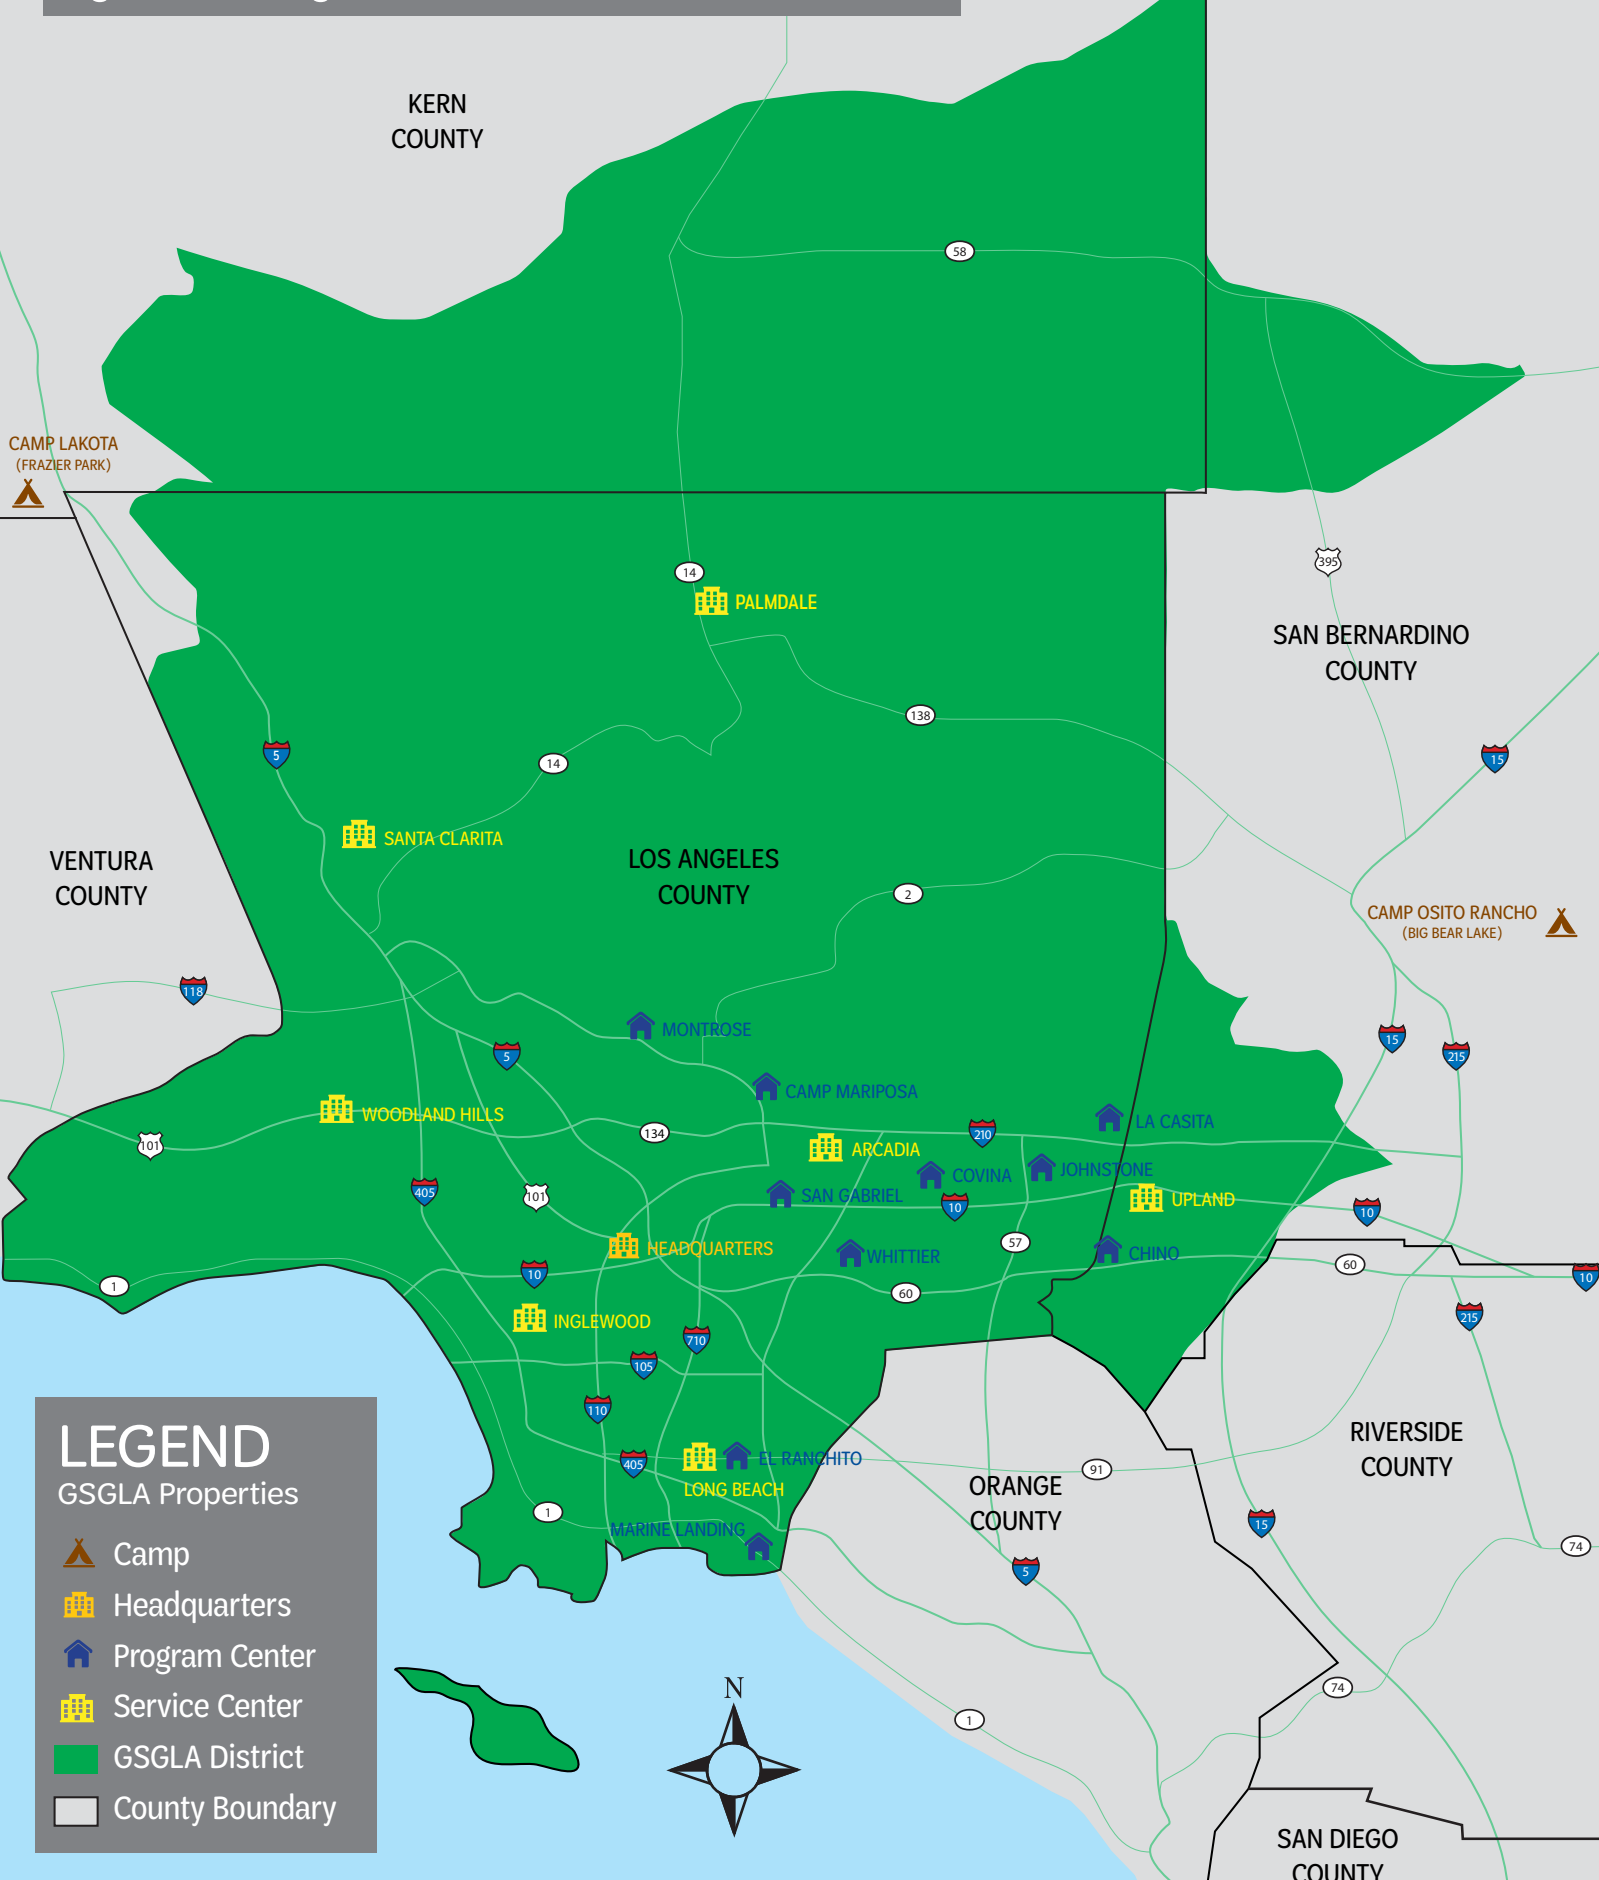 KERN
COUNTY
58
CAMP LAKOTA
(FRAZIER PARK)
395
14
PALMDALE
SAN BERNARDINO
COUNTY
138
5
14
15
SANTA CLARITA
VENTURA
COUNTY
LOS ANGELES
COUNTY
2
CAMP OSITO RANCHO
(BIG BEAR LAKE)
118
MONTROSE
5
15
215
CAMP MARIPOSA
WOODLAND HILLS
LA CASITA
101
134
210
ARCADIA
COVINA
JOHNSTONE
405
101
SAN GABRIEL
10
UPLAND
10
57
HEADQUARTERS
WHITTIER
CHINO
60
10
1
10
60
INGLEWOOD
215
710
105
110
405
EL RANCHITO
LONG BEACH
91
RIVERSIDE
COUNTY
ORANGE
COUNTY
1
MARINE LANDING
15
74
5
74
1
N
LEGEND
GSGLA Properties
Camp
Headquarters
Program Center
Service Center
GSGLA District
County Boundary
SAN DIEGO
COUNTY